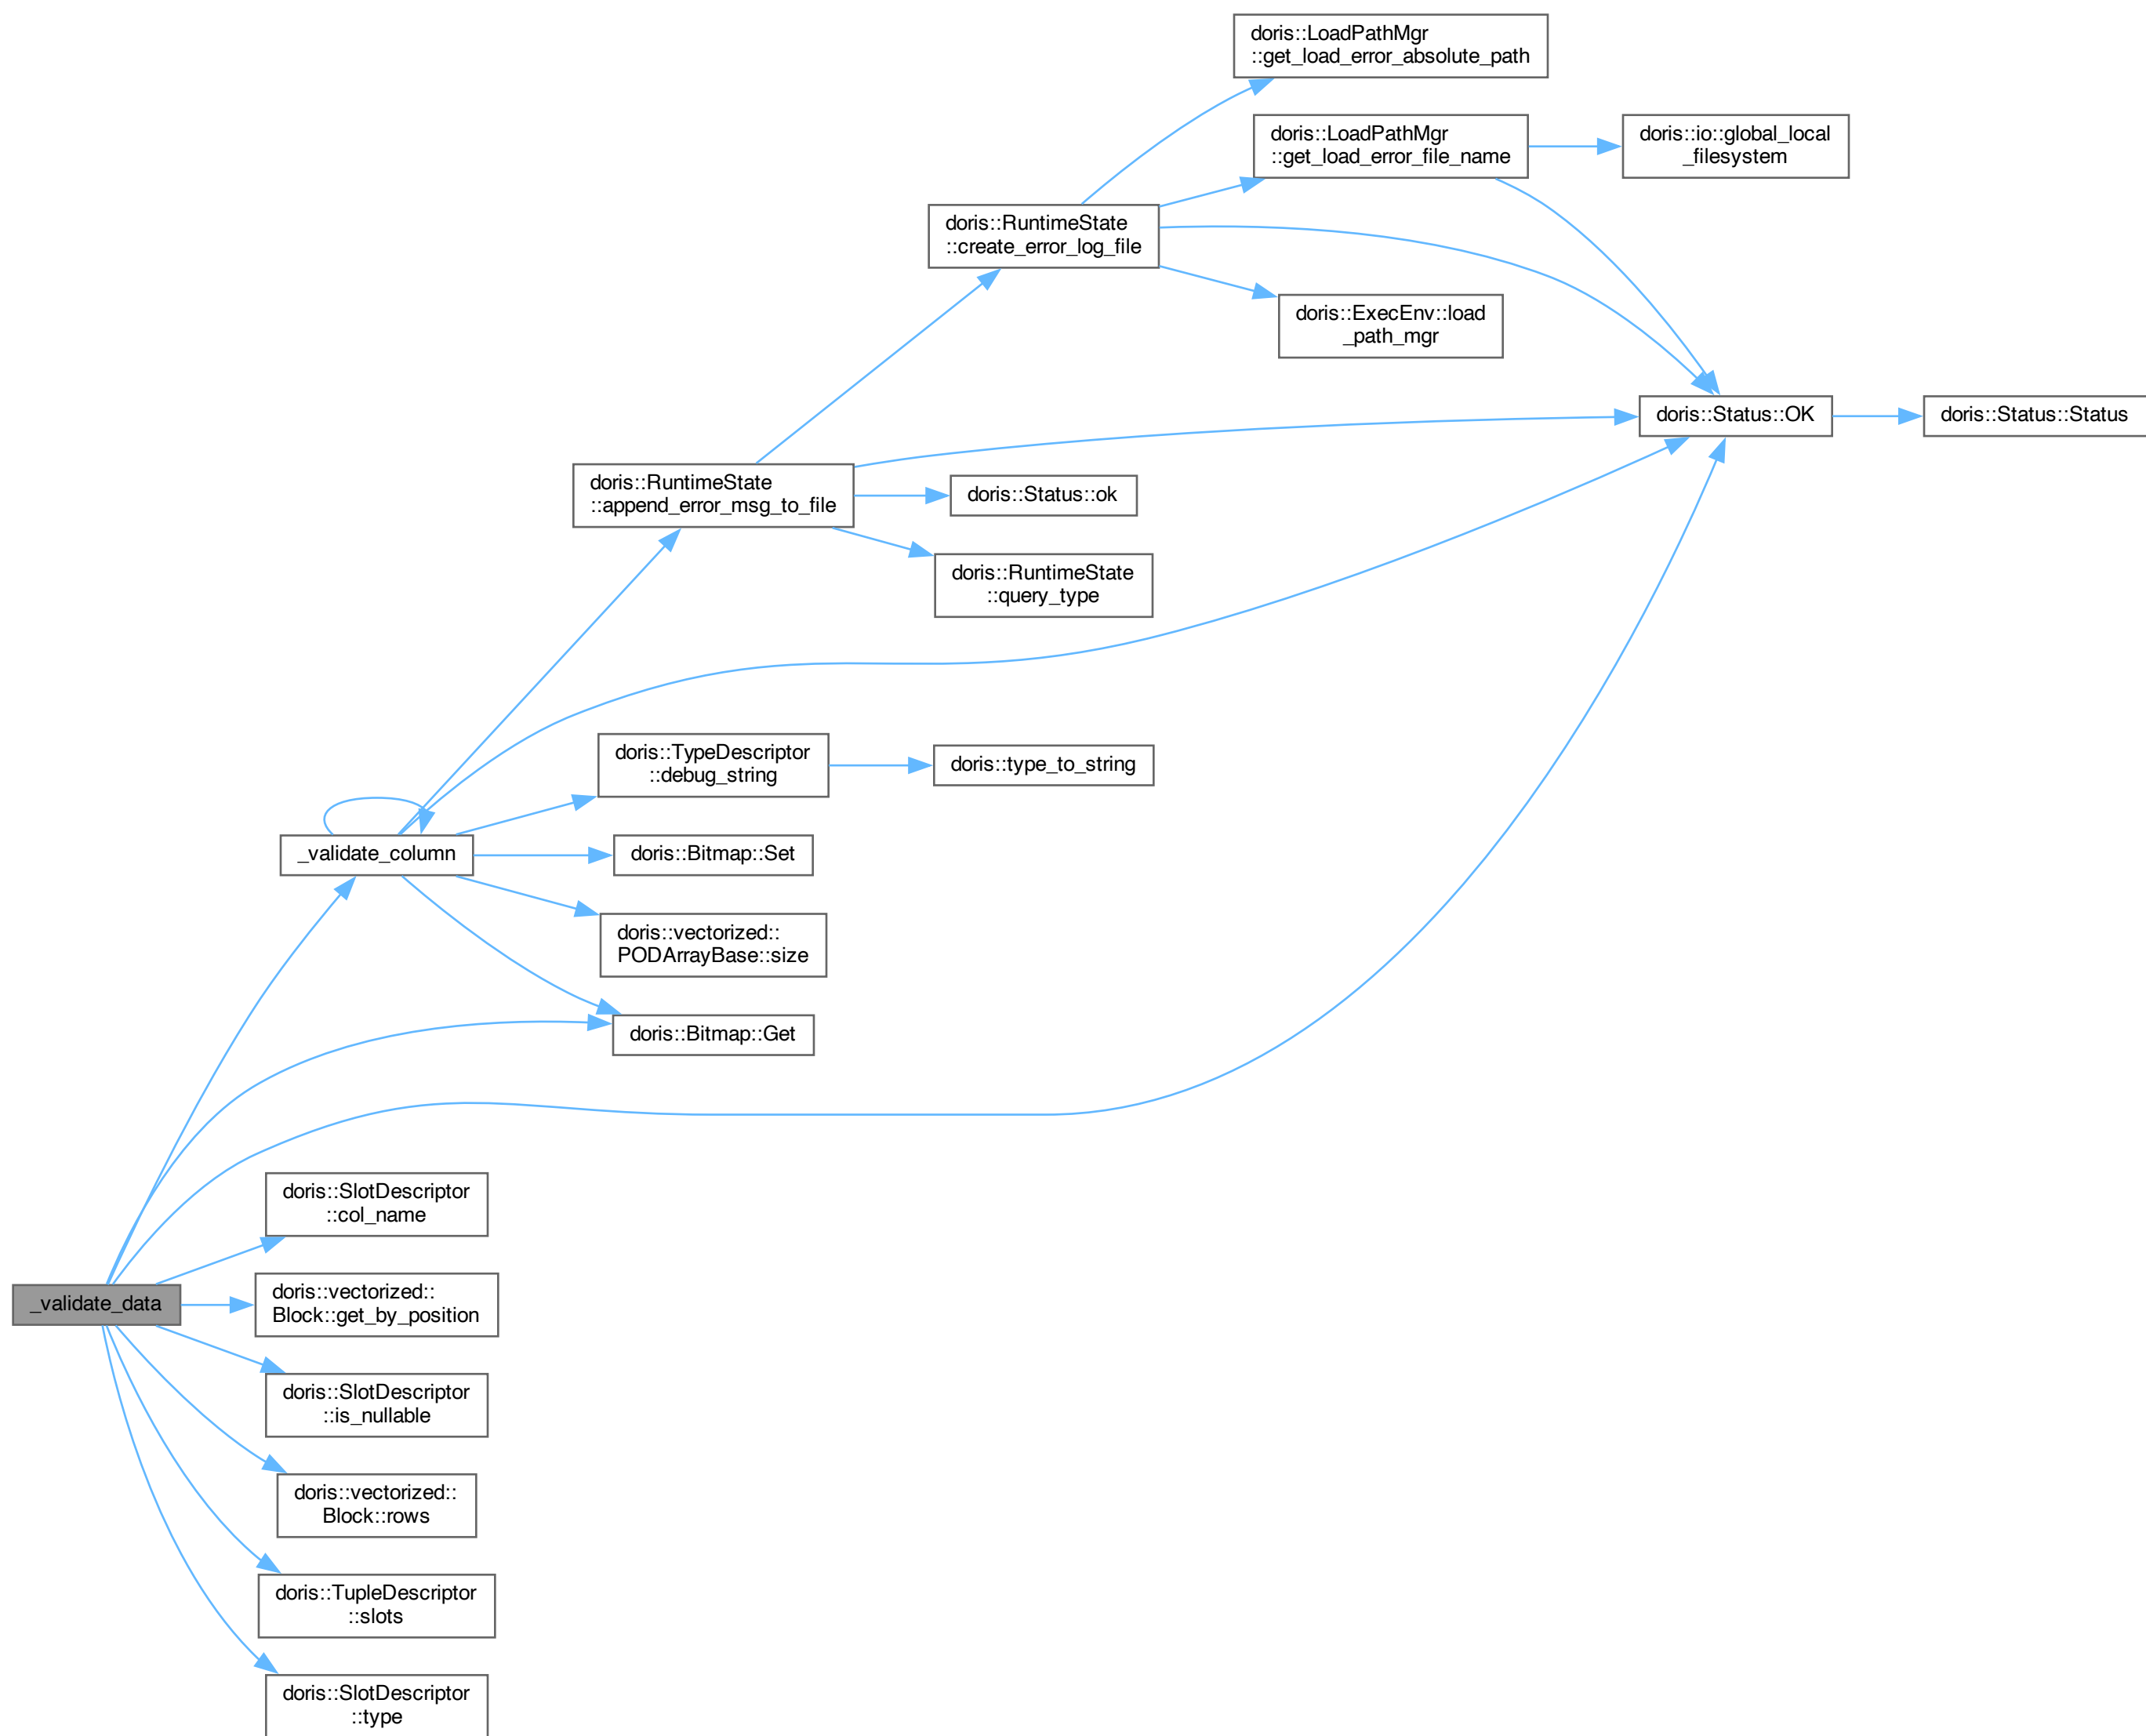 doris::LoadPathMgr
::get_load_error_absolute_path
doris::LoadPathMgr
::get_load_error_file_name
doris::io::global_local
_filesystem
doris::RuntimeState
::create_error_log_file
doris::ExecEnv::load
_path_mgr
doris::Status::OK
doris::Status::Status
doris::RuntimeState
::append_error_msg_to_file
doris::Status::ok
doris::RuntimeState
::query_type
doris::TypeDescriptor
::debug_string
doris::type_to_string
_validate_column
doris::Bitmap::Set
doris::vectorized::
PODArrayBase::size
doris::Bitmap::Get
doris::SlotDescriptor
::col_name
_validate_data
doris::vectorized::
Block::get_by_position
doris::SlotDescriptor
::is_nullable
doris::vectorized::
Block::rows
doris::TupleDescriptor
::slots
doris::SlotDescriptor
::type